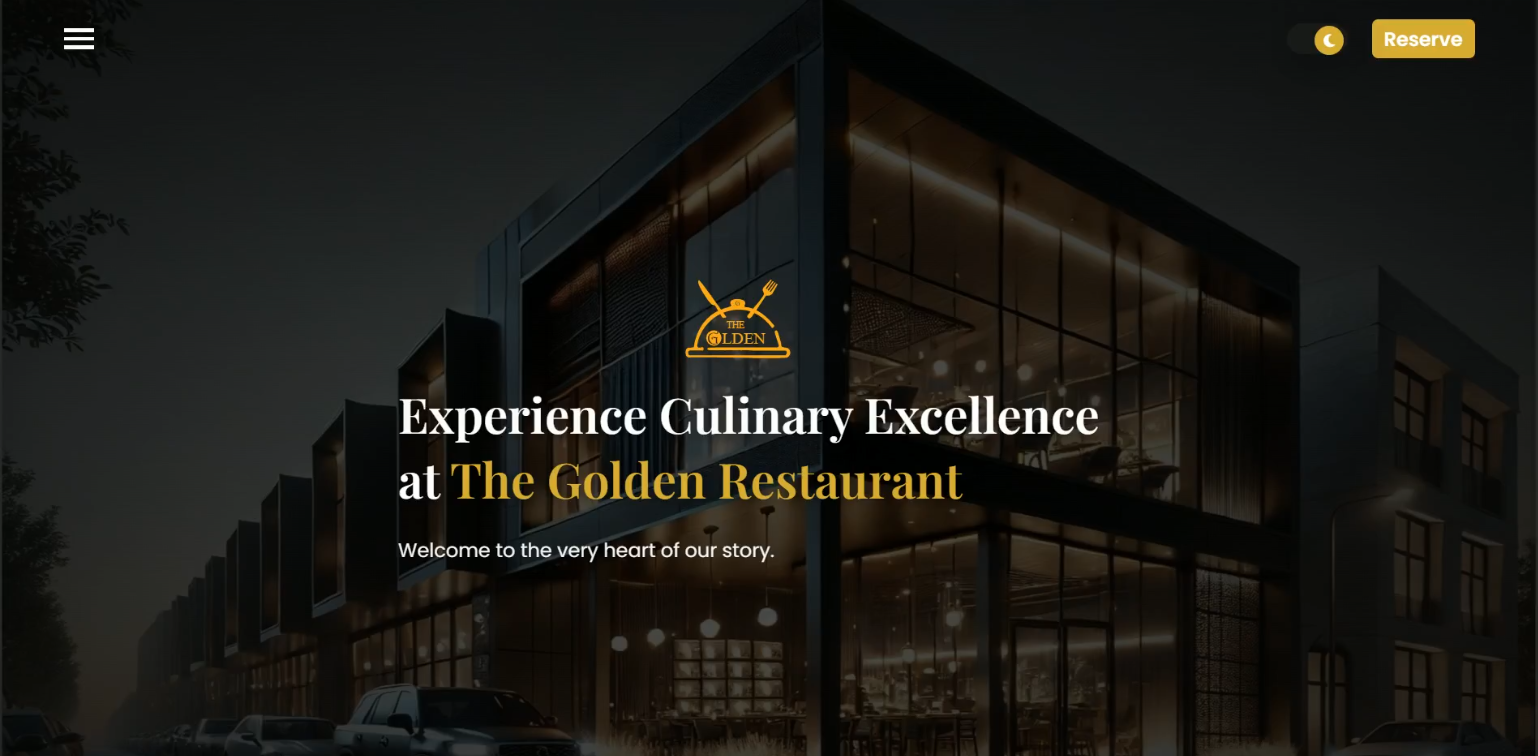 Reserve
THE
GOLDEN
Experience Culinary Excellence
at The Golden Restaurant
Welcome to the very heart of our story.